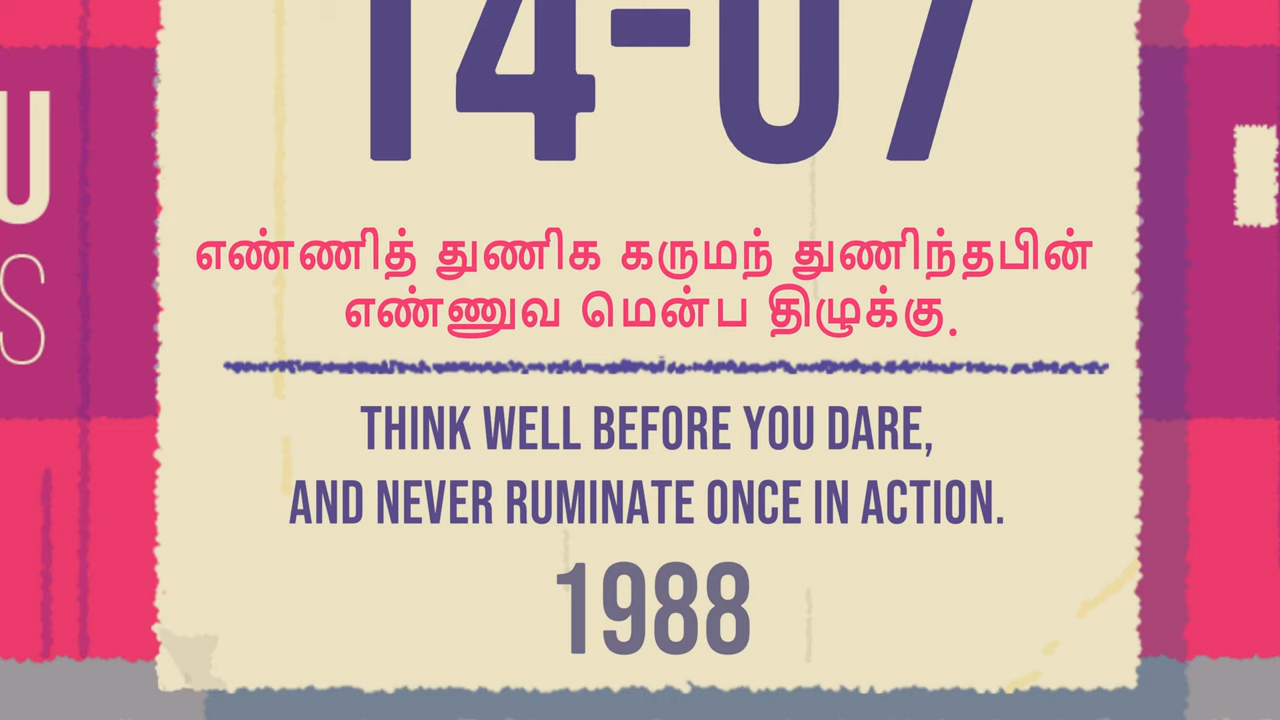 14-07
எண்ணித் துணிக கருமந் துணிந்தபின்
எண்ணுவ மென்ப திழுக்கு.
THINK WELL BEFORE YOU DARE,
AND NEVER RUMINATE ONCE IN ACTION.
1988